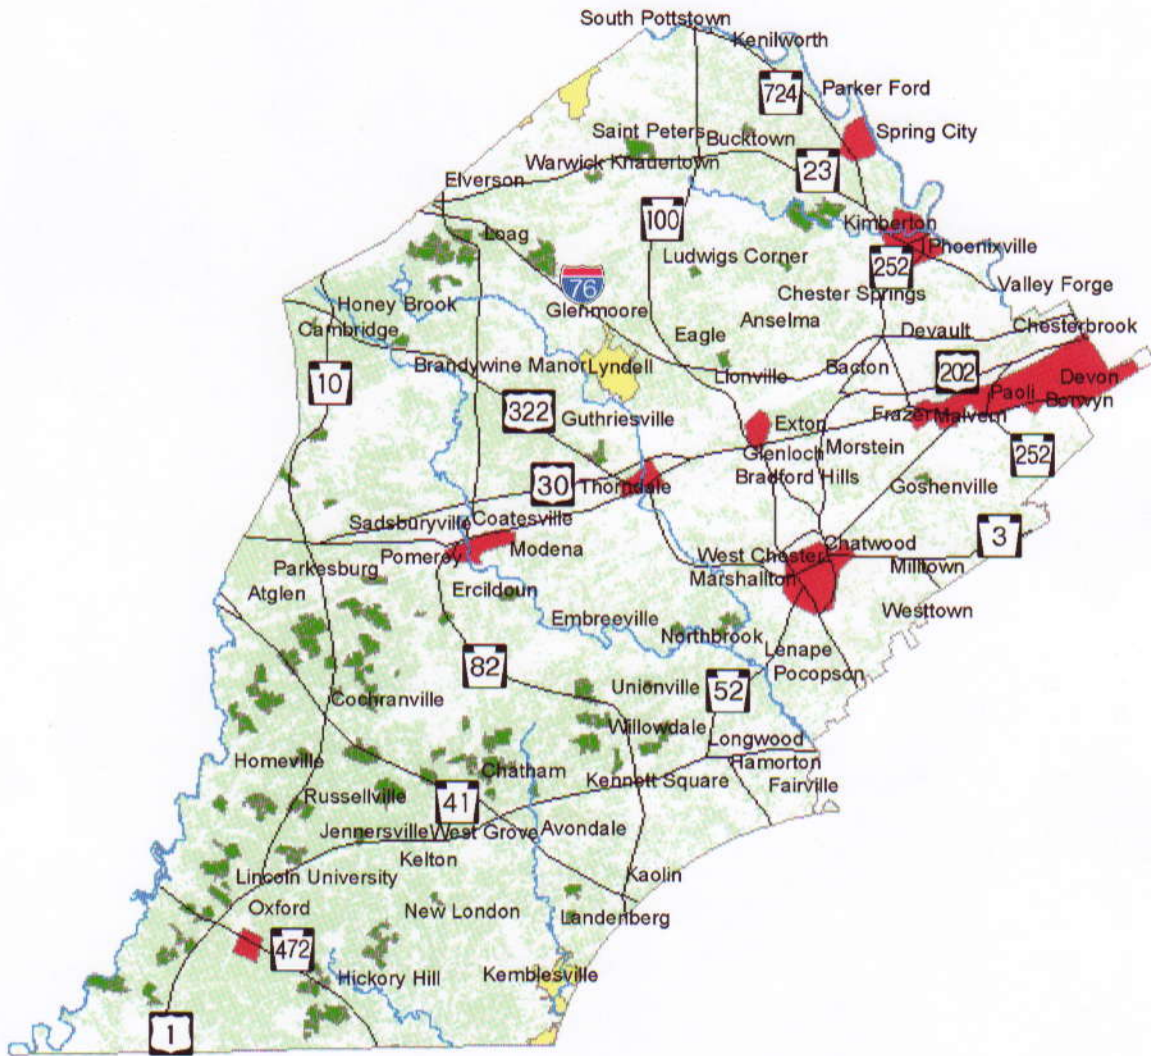 South Pottstown
Kenilworth
724
Parker Ford
Saint Peters
Bucktown
Spring City
Warwick
Knauertown
23
Elverson
100
Kimberton
Loag
Phoenixville
Ludwigs Corner
252
76
Valley Forge
Honey Brook
Glenmoore
Chester Springs
Cambridge
Eagle
Anselma
Devault
Chesterbrook
Brandywine Manor
Lyndell
Lionville
Bacton
202
Paoli
Devon
10
322
Guthriesville
Exton
Frazer
Malvern
Berwyn
Glenloch
Morstein
252
30
Thorndale
Bradford Hills
Goshenville
Sadsburyville
Coatesville
3
Pomeroy
Modena
West Chester
Chatwood
Parkesburg
Marshallton
Milltown
Atglen
Ercildoun
Westtown
Embreeville
Northbrook
Lenape
82
Pocopson
Cochranville
Unionville
52
Willowdale
Longwood
Homeville
Chatham
Hamorton
Kennett Square
Fairville
Russellville
41
Jennersville
West Grove
Avondale
Kelton
Lincoln University
Kaolin
Oxford
New London
Landenberg
472
Hickory Hill
Kemblesville
1